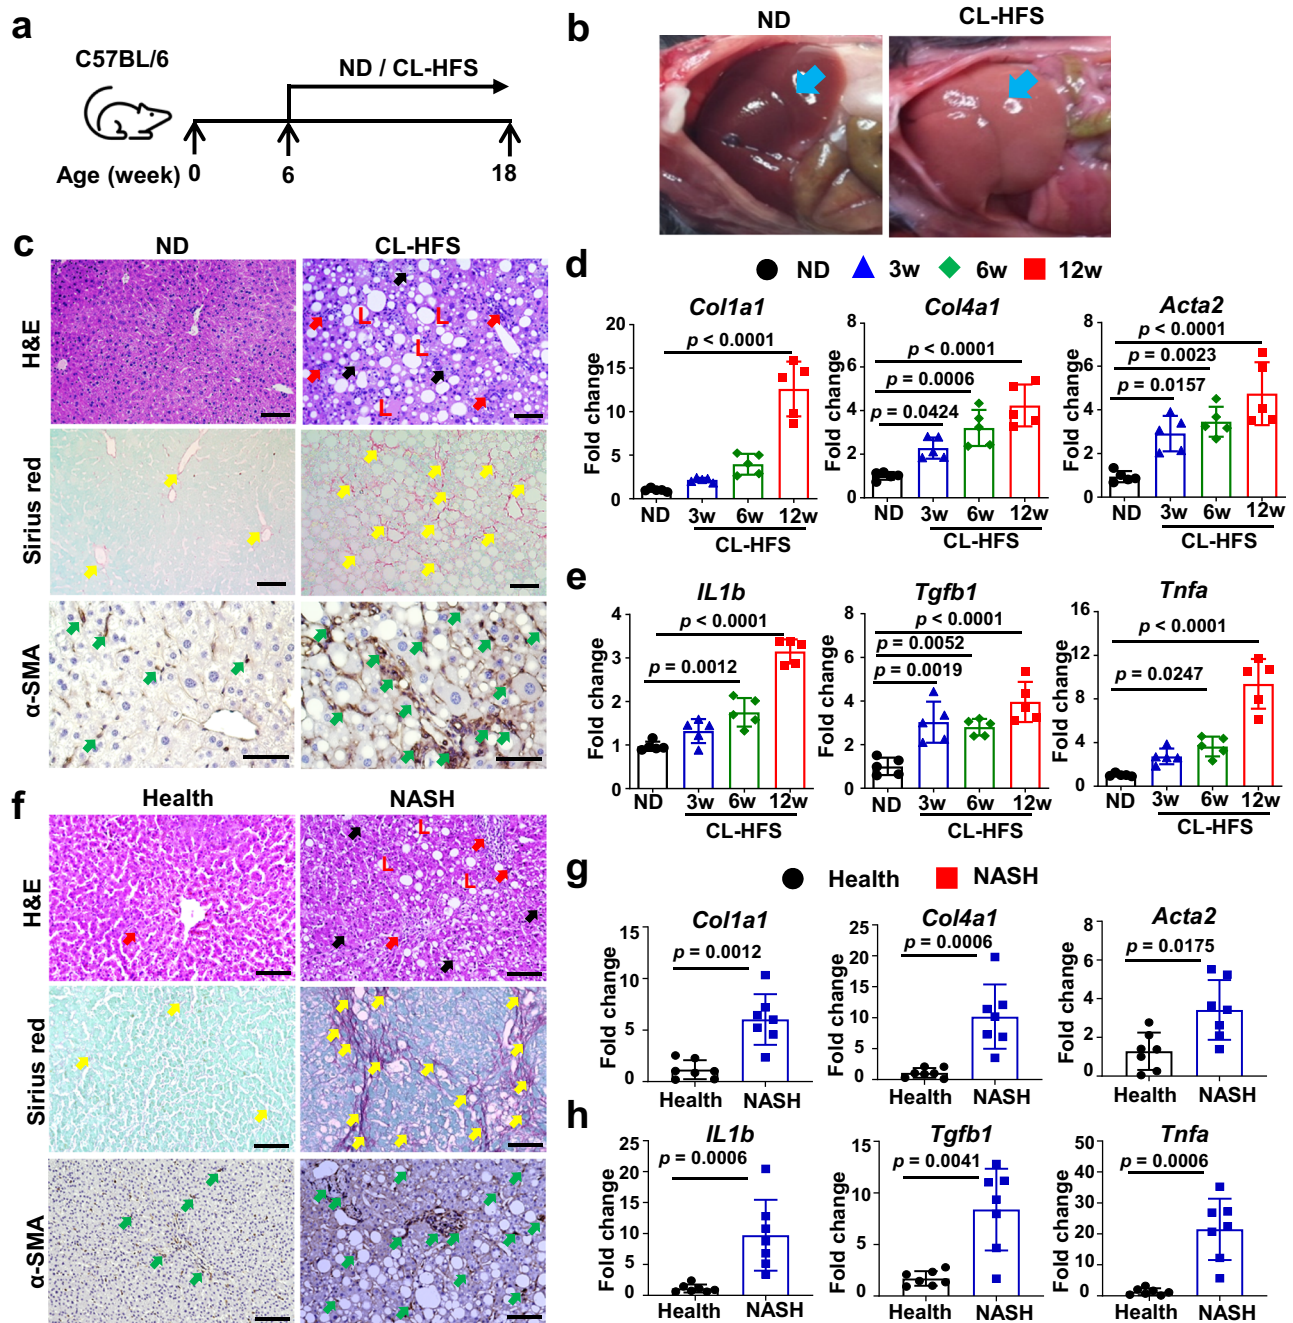 a
C57BL/6
ND / CL-HFS
Age (week) 0 6 18
b
ND CL-HFS
c
ND CL-HFS
H&E
L L
L
L
Sirius red
α-SMA
d
ND 3w 6w 12w
Col1a1
Fold change
20
15
10
5
0
p < 0.0001
ND 3w 6w 12w
CL-HFS
Col4a1
Fold change
8
6
4
2
0
p < 0.0001
p = 0.0006
p = 0.0424
ND 3w 6w 12w
CL-HFS
Acta2
Fold change
8
6
4
2
0
p < 0.0001
p = 0.0023
p = 0.0157
ND 3w 6w 12w
CL-HFS
e
IL1b
Fold change
4
3
2
1
0
p < 0.0001
p = 0.0012
ND 3w 6w 12w
CL-HFS
Tgfb1
Fold change
8
6
4
2
0
p < 0.0001
p = 0.0052
p = 0.0019
ND 3w 6w 12w
CL-HFS
Tnfa
Fold change
16
12
8
4
0
p < 0.0001
p = 0.0247
ND 3w 6w 12w
CL-HFS
f
Health NASH
H&E
L
L
L
Sirius red
α-SMA
g
Health NASH
Col1a1
Fold change
15
10
5
0
p = 0.0012
Health NASH
Col4a1
Fold change
25
20
15
10
5
0
p = 0.0006
Health NASH
Acta2
Fold change
8
6
4
2
0
p = 0.0175
Health NASH
h
IL1b
Fold change
25
20
15
10
5
0
p = 0.0006
Health NASH
Tgfb1
Fold change
15
10
5
0
p = 0.0041
Health NASH
Tnfa
Fold change
50
40
30
20
10
0
p = 0.0006
Health NASH